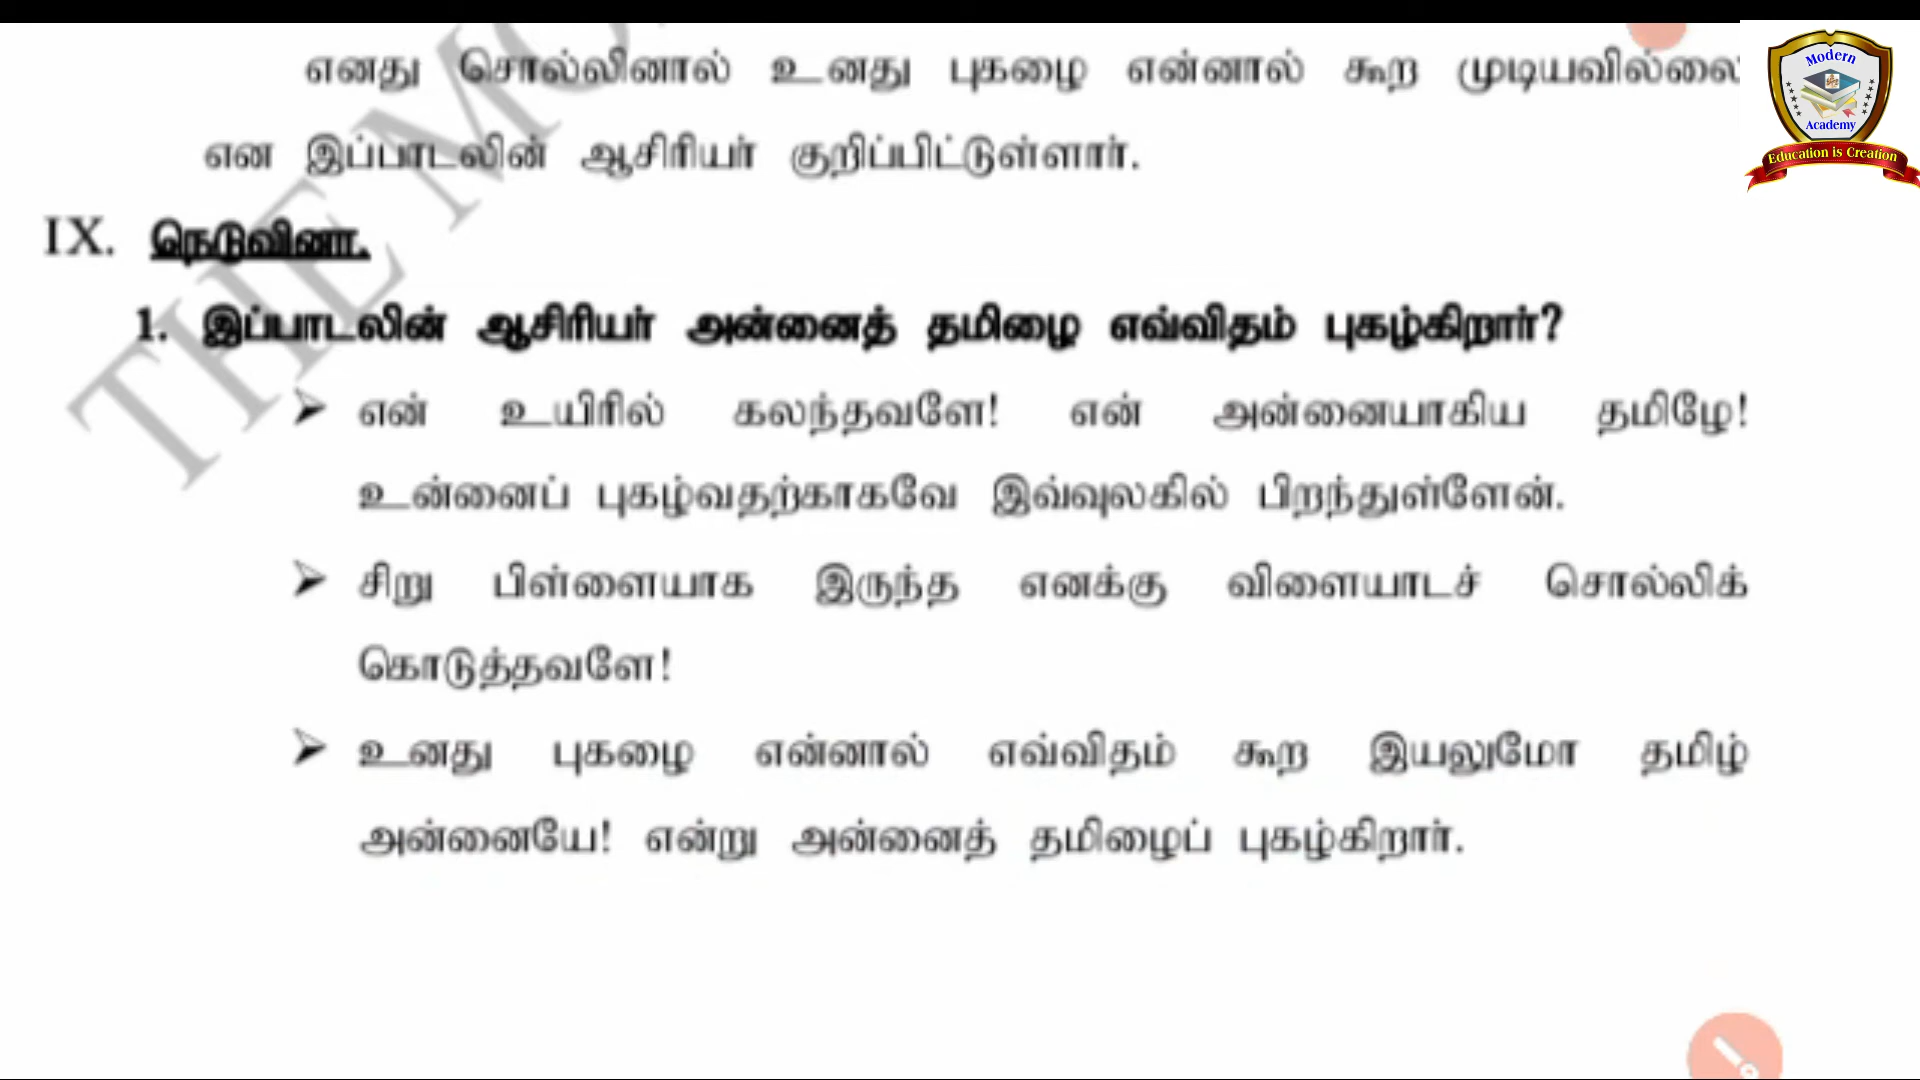 எனது சொல்லினால் உனது புகழை என்னால் கூற முடியவில்லை
என இப்பாடலின் ஆசிரியர் குறிப்பிட்டுள்ளார்.
IX. நெடுவினா.
1. இப்பாடலின் ஆசிரியர் அன்னைத் தமிழை எவ்விதம் புகழ்கிறார்?
➤ என் உயிரில் கலந்தவளே! என் அன்னையாகிய தமிழே!
உன்னைப் புகழ்வதற்காகவே இவ்வுலகில் பிறந்துள்ளேன்.
➤ சிறு பிள்ளையாக இருந்த எனக்கு விளையாடச் சொல்லிக்
கொடுத்தவளே!
➤ உனது புகழை என்னால் எவ்விதம் கூற இயலுமோ தமிழ்
அன்னையே! என்று அன்னைத் தமிழைப் புகழ்கிறார்.
THE MO
Modern
Academy
Education is Creation